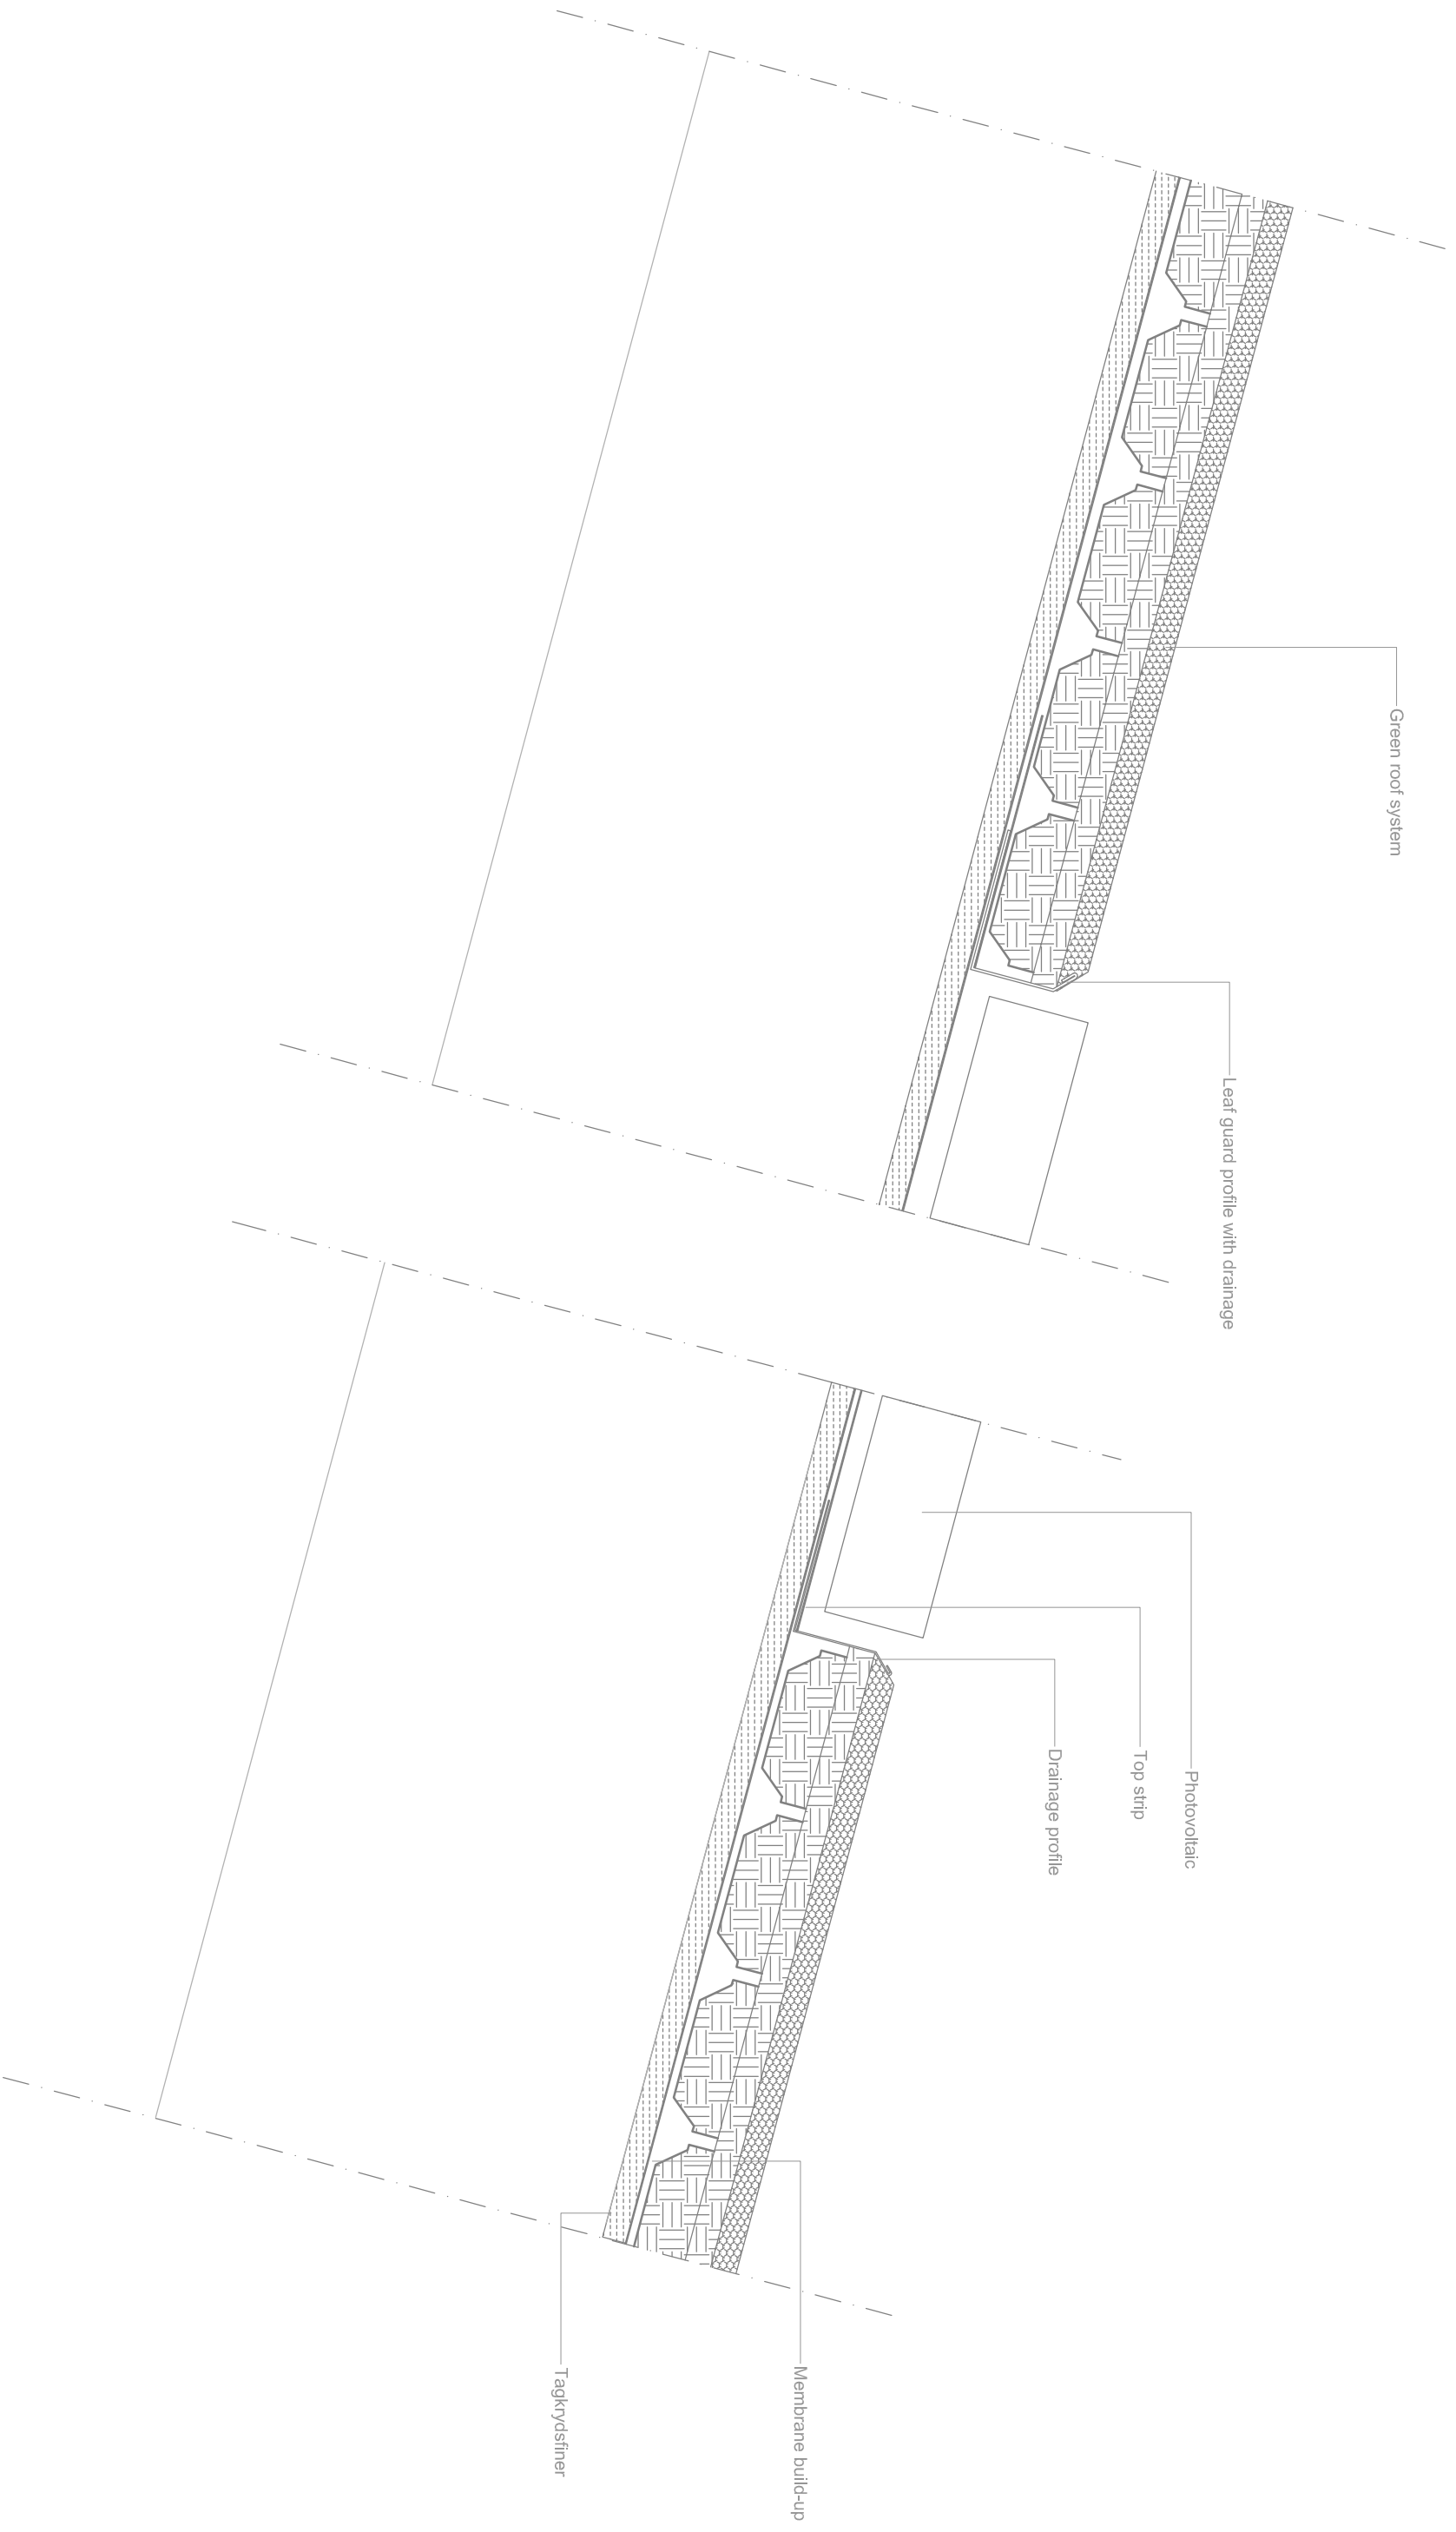 Green roof system
Leaf guard profile with drainage
Photovoltaic
Top strip
Drainage profile
Membrane build-up
Tagkrydsfiner